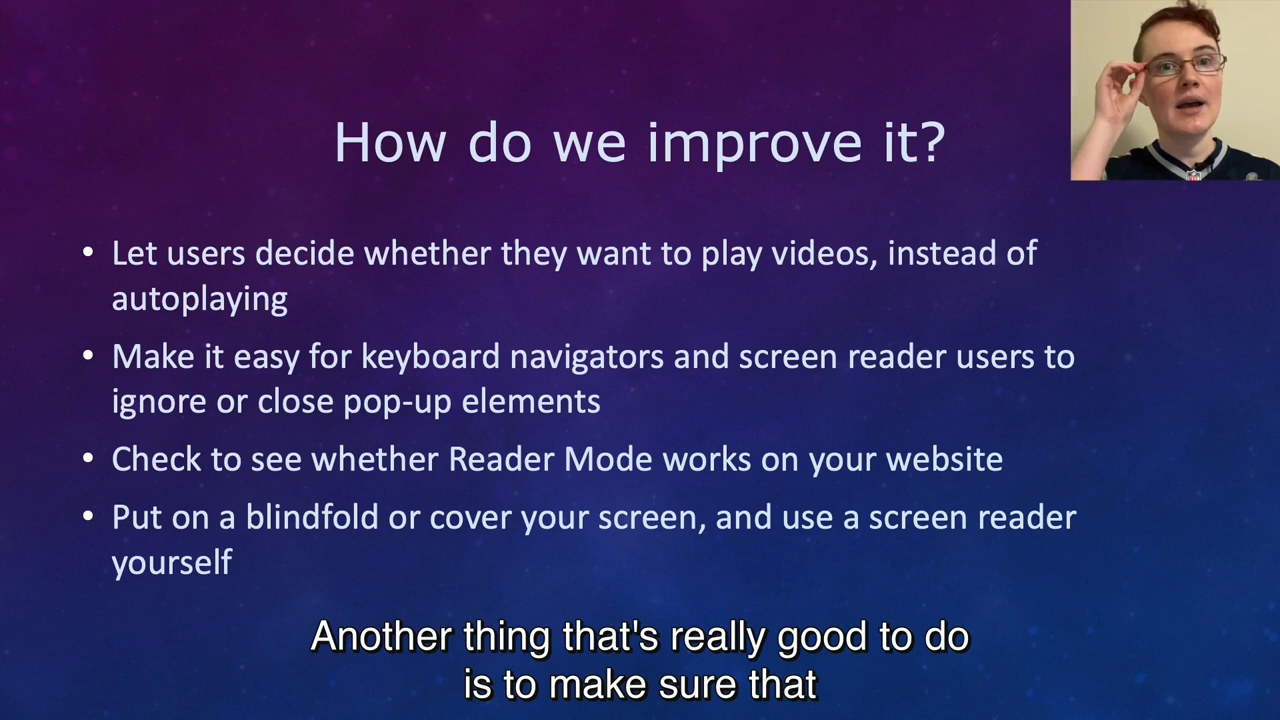 How do we improve it?
• Let users decide whether they want to play videos, instead of
autoplaying
• Make it easy for keyboard navigators and screen reader users to
ignore or close pop-up elements
• Check to see whether Reader Mode works on your website
• Put on a blindfold or cover your screen, and use a screen reader
yourself
Another thing that's really good to do
is to make sure that